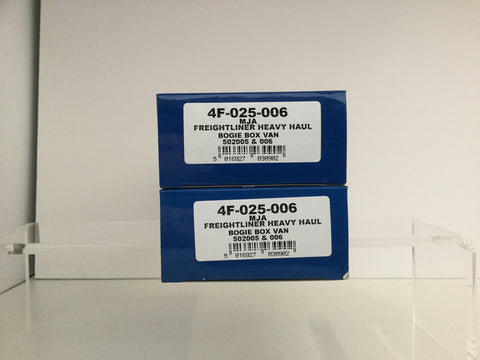 4F-025-006
MJA
FREIGHTLINER HEAVY HAUL
BOGIE BOX VAN
502005 & 006
5 016927 030902
4F-025-006
MJA
FREIGHTLINER HEAVY HAUL
BOGIE BOX VAN
502005 & 006
5 016927 030902